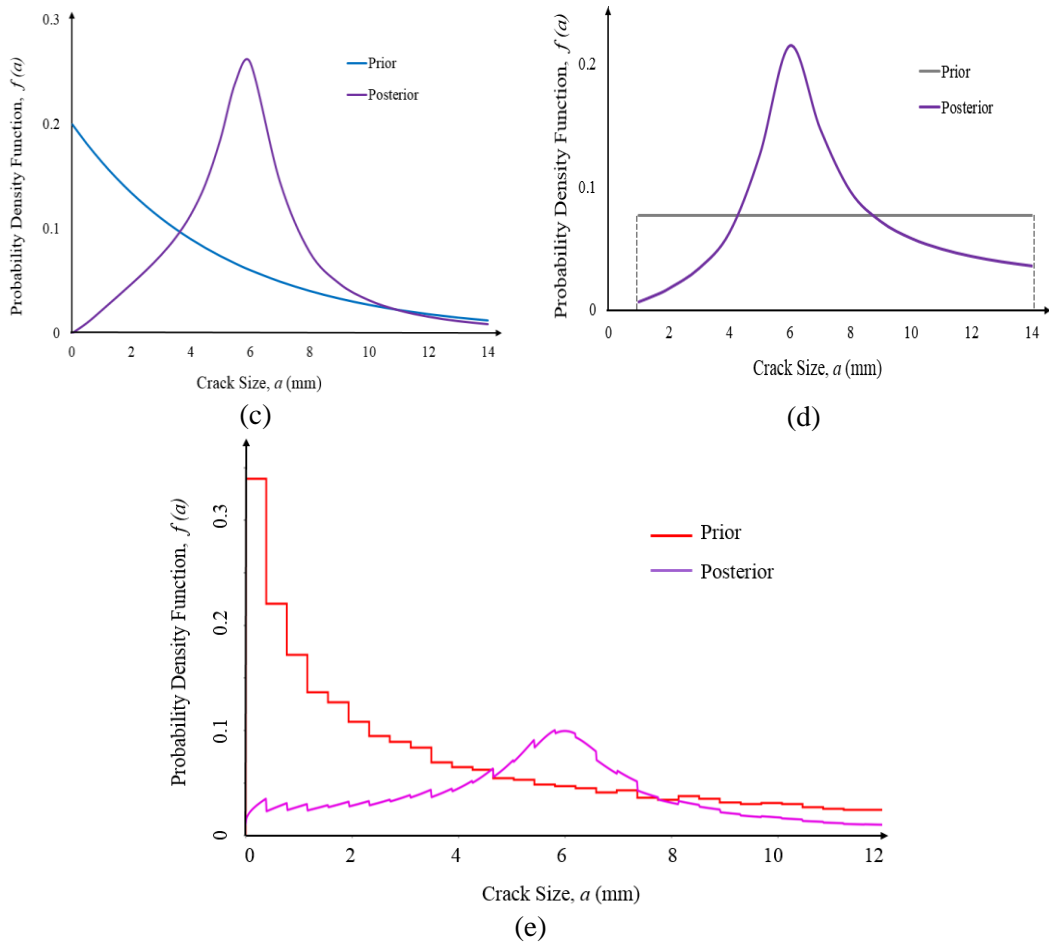 Probability Density Function, f (a)
0.3
0.2
0.1
0
0 2 4 6 8 10 12 14
Prior
Posterior
Crack Size, a (mm)
(c)
Probability Density Function, f (a)
0.2
0.1
0
0 2 4 6 8 10 12 14
Prior
Posterior
Crack Size, a (mm)
(d)
Probability Density Function, f (a)
0.3
0.2
0.1
0
0 2 4 6 8 10 12
Prior
Posterior
Crack Size, a (mm)
(e)